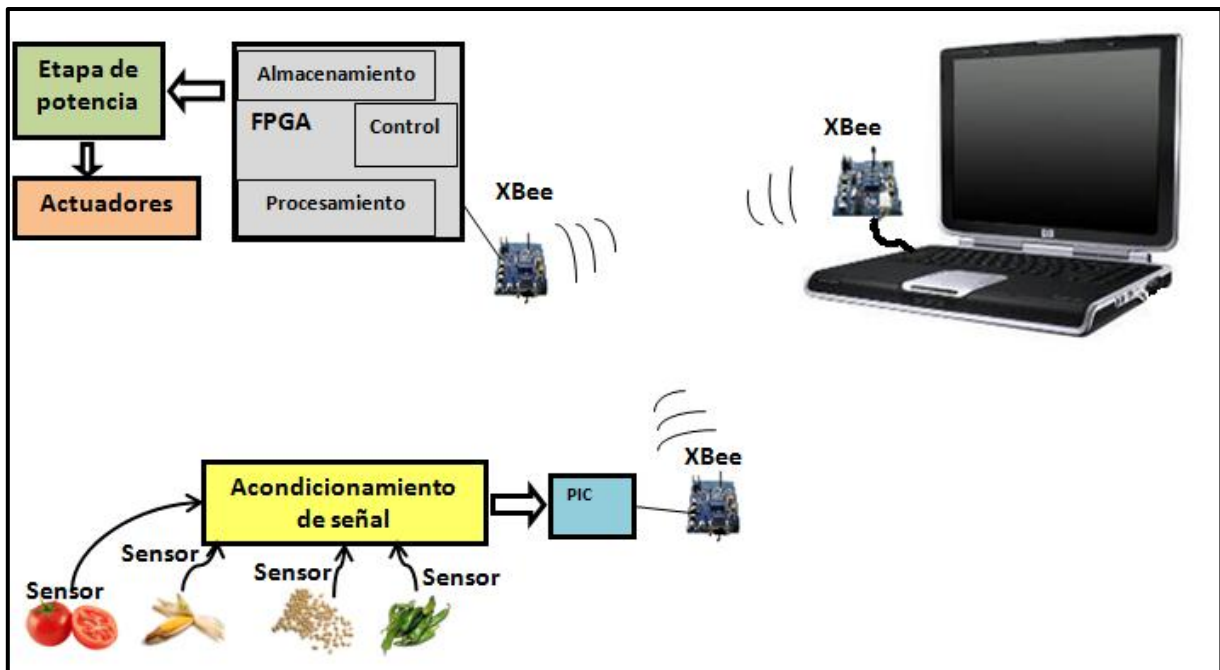 Etapa de
potencia
Actuadores
Almacenamiento
FPGA
Control
Procesamiento
XBee
XBee
XBee
Acondicionamiento
de señal
PIC
Sensor
Sensor
Sensor
Sensor